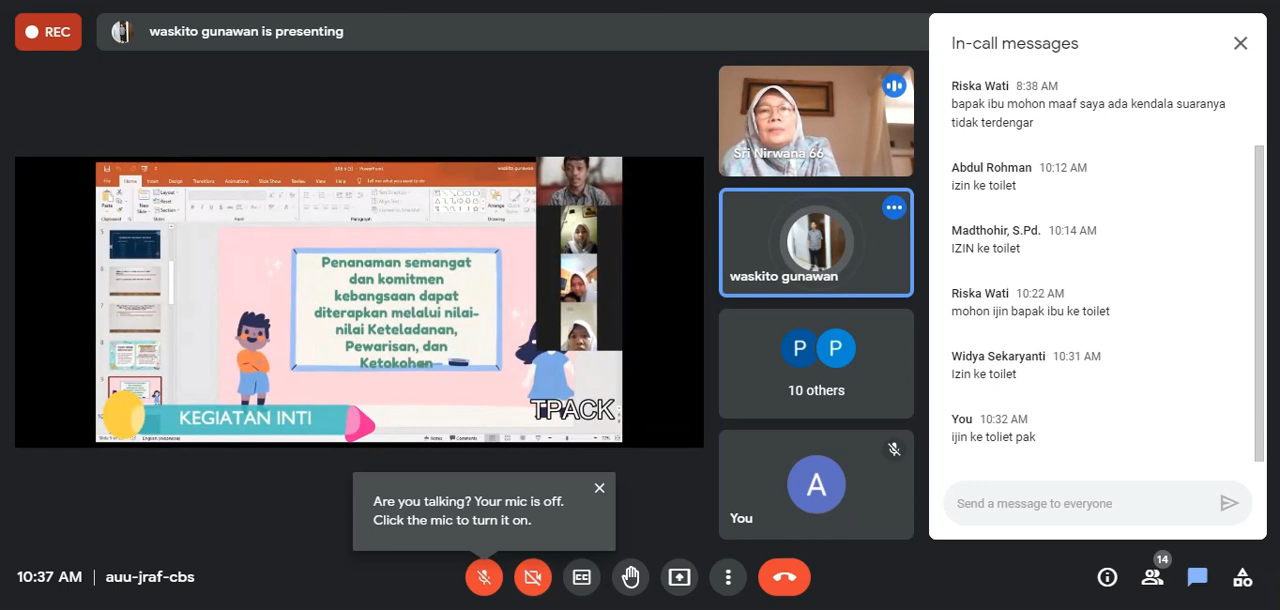 REC
waskito gunawan is presenting
In-call messages
Riska Wati 8:38 AM
bapak ibu mohon maaf saya ada kendala suaranya
tidak terdengar
Abdul Rohman 10:12 AM
izin ke toilet
Madthohir, S.Pd. 10:14 AM
IZIN ke toilet
Riska Wati 10:22 AM
mohon ijin bapak ibu ke toilet
Widya Sekaryanti 10:31 AM
Izin ke toilet
You 10:32 AM
ijin ke toliet pak
Send a message to everyone
Sri Nirwana 66
waskito gunawan
P P
10 others
A
You
Penanaman semangat
dan komitmen
kebangsaan dapat
diterapkan melalui nilai-
nilai Keteladanan,
Pewarisan, dan
Ketokohan
TPACK
KEGIATAN INTI
Are you talking? Your mic is off.
Click the mic to turn it on.
10:37 AM | auu-jraf-cbs
14